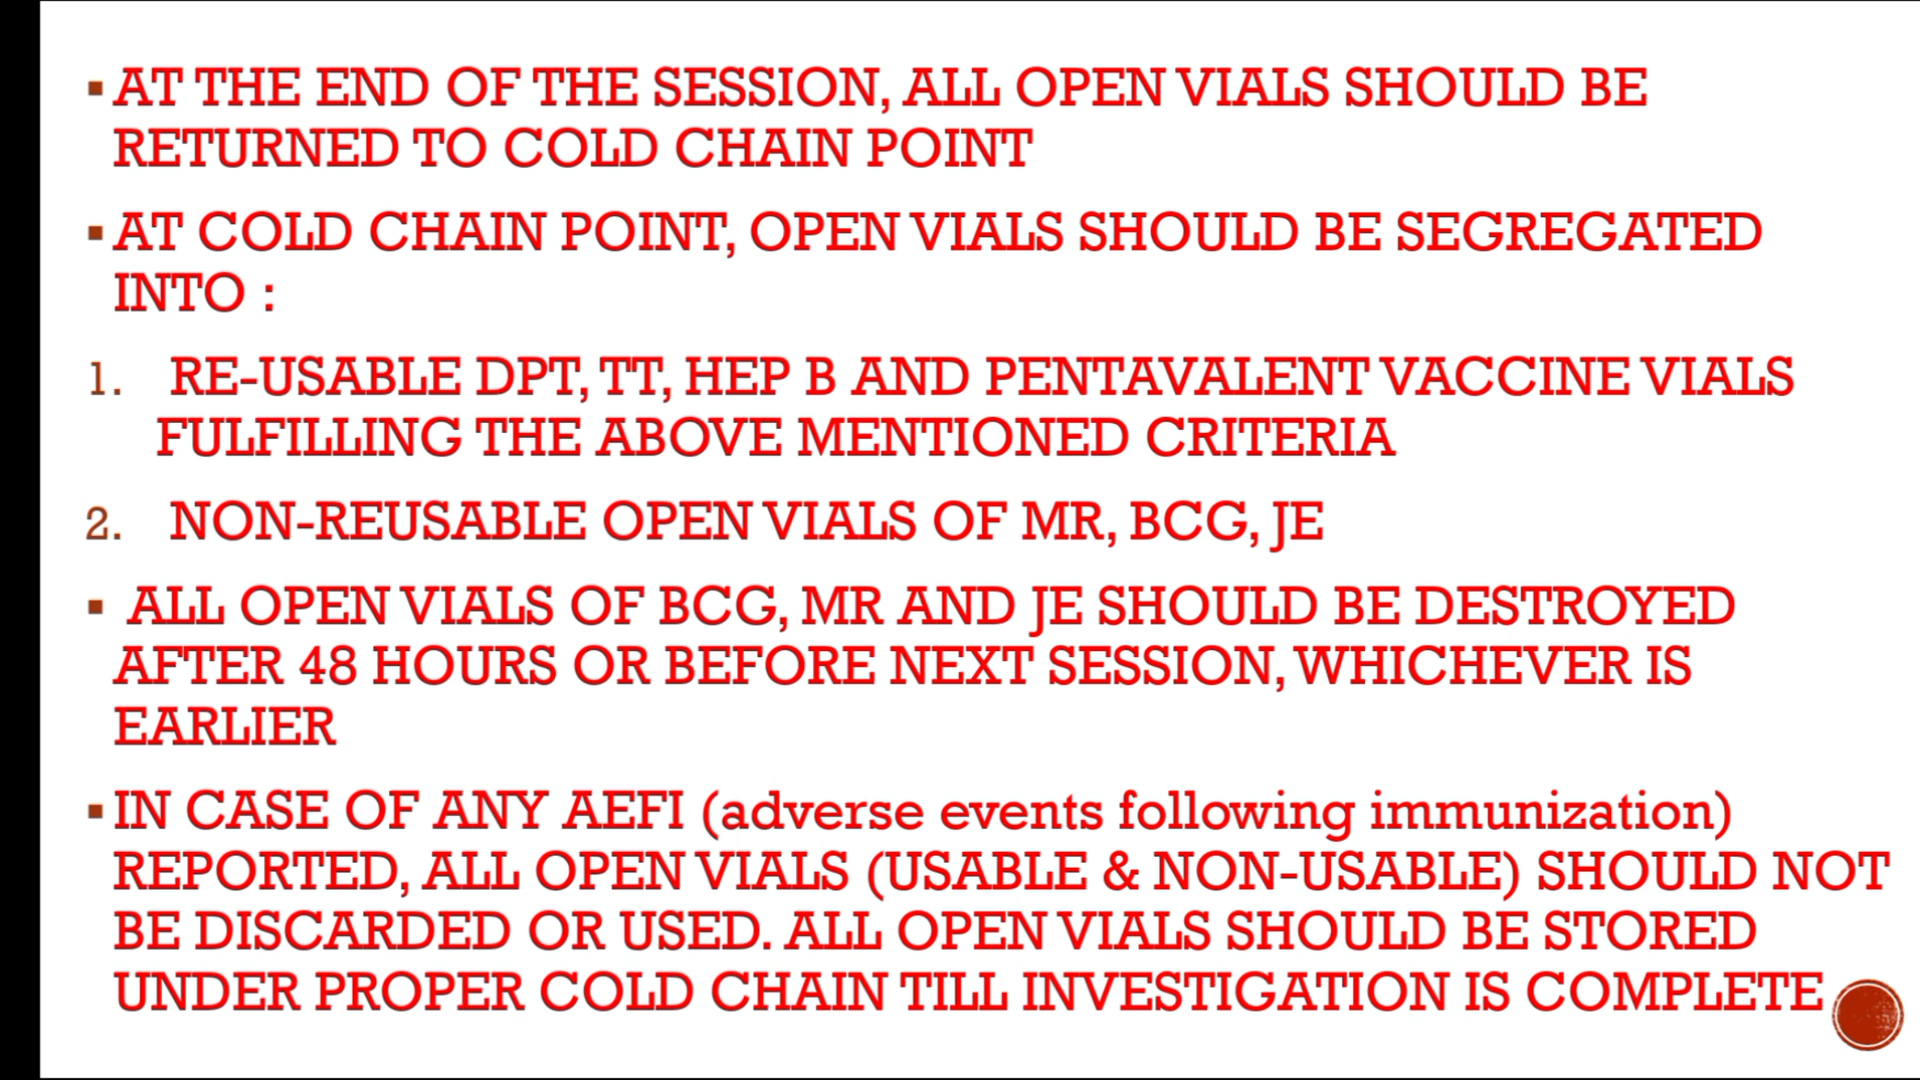 ▪ AT THE END OF THE SESSION, ALL OPEN VIALS SHOULD BE
RETURNED TO COLD CHAIN POINT
▪ AT COLD CHAIN POINT, OPEN VIALS SHOULD BE SEGREGATED
INTO :
1. RE-USABLE DPT, TT, HEP B AND PENTAVALENT VACCINE VIALS
FULFILLING THE ABOVE MENTIONED CRITERIA
2. NON-REUSABLE OPEN VIALS OF MR, BCG, JE
▪ ALL OPEN VIALS OF BCG, MR AND JE SHOULD BE DESTROYED
AFTER 48 HOURS OR BEFORE NEXT SESSION, WHICHEVER IS
EARLIER
▪ IN CASE OF ANY AEFI (adverse events following immunization)
REPORTED, ALL OPEN VIALS (USABLE & NON-USABLE) SHOULD NOT
BE DISCARDED OR USED. ALL OPEN VIALS SHOULD BE STORED
UNDER PROPER COLD CHAIN TILL INVESTIGATION IS COMPLETE